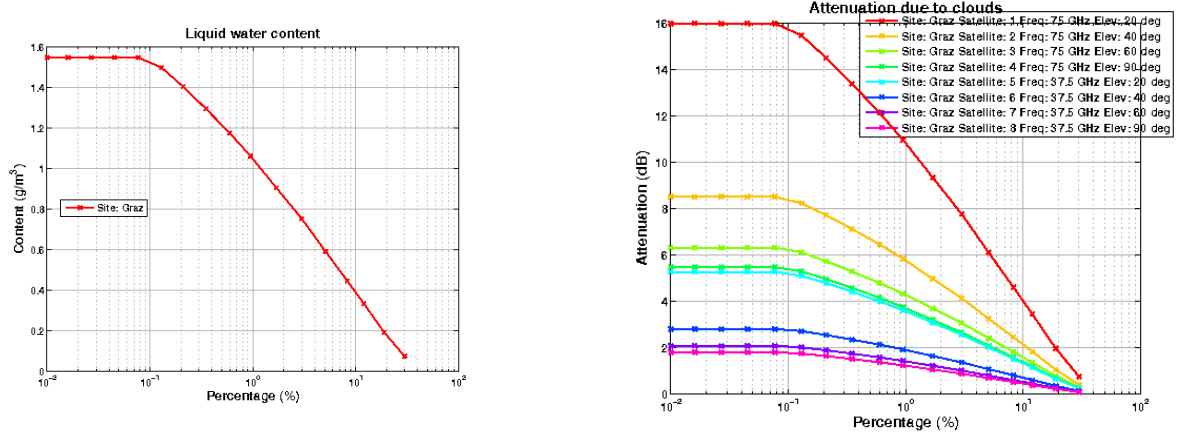 Liquid water content
1.6
1.4
1.2
1
0.8
0.6
0.4
0.2
0
Content (g/m³)
Site: Graz
10⁻² 10⁻¹ 10⁰ 10¹ 10²
Percentage (%)
Attenuation due to clouds
16
14
12
10
8
6
4
2
0
Attenuation (dB)
Site: Graz Satellite: 1 Freq: 75 GHz Elev: 20 deg
Site: Graz Satellite: 2 Freq: 75 GHz Elev: 40 deg
Site: Graz Satellite: 3 Freq: 75 GHz Elev: 60 deg
Site: Graz Satellite: 4 Freq: 75 GHz Elev: 90 deg
Site: Graz Satellite: 5 Freq: 37.5 GHz Elev: 20 deg
Site: Graz Satellite: 6 Freq: 37.5 GHz Elev: 40 deg
Site: Graz Satellite: 7 Freq: 37.5 GHz Elev: 60 deg
Site: Graz Satellite: 8 Freq: 37.5 GHz Elev: 90 deg
10⁻² 10⁻¹ 10⁰ 10¹ 10²
Percentage (%)